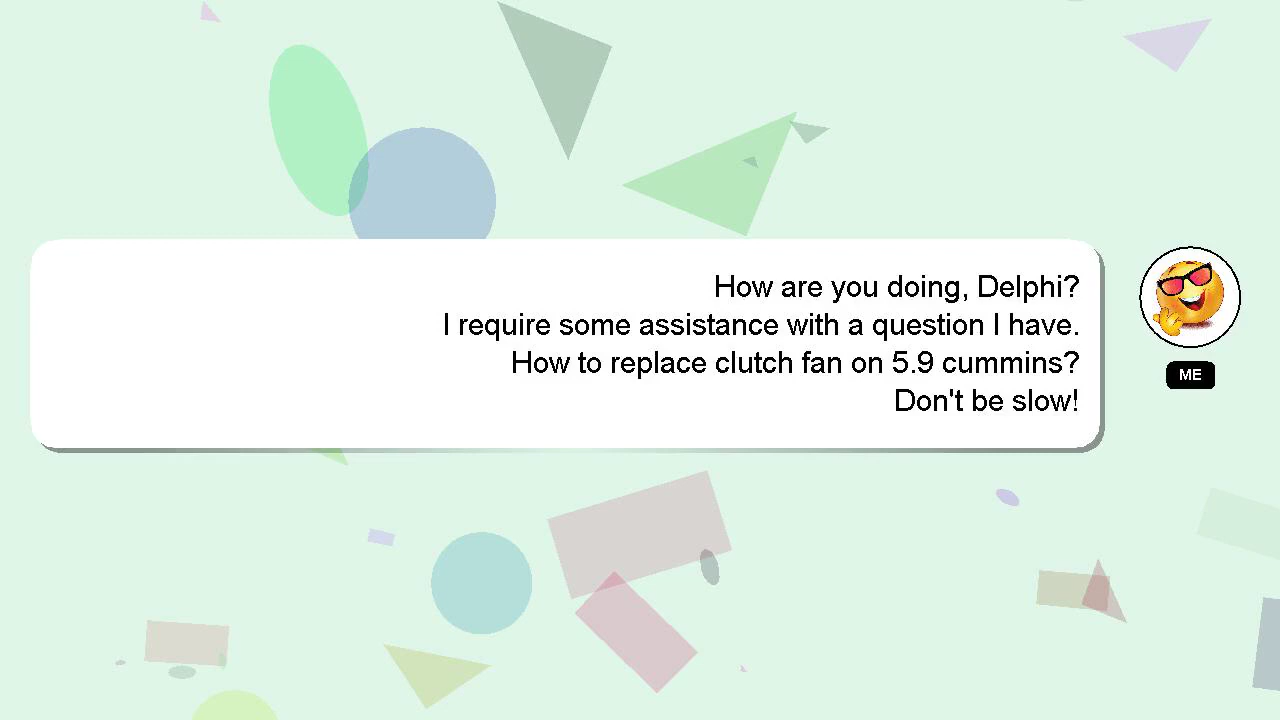 How are you doing, Delphi?
I require some assistance with a question I have.
How to replace clutch fan on 5.9 cummins?
Don't be slow!
ME